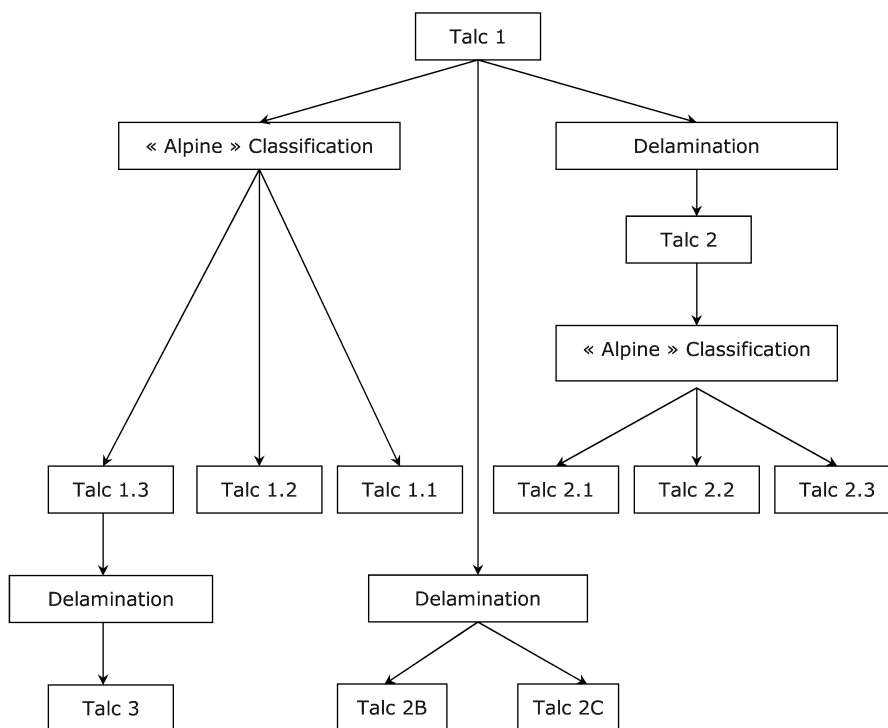 Talc 1
« Alpine » Classification
Delamination
Talc 2
« Alpine » Classification
Talc 1.3
Talc 1.2
Talc 1.1
Talc 2.1
Talc 2.2
Talc 2.3
Delamination
Delamination
Talc 3
Talc 2B
Talc 2C